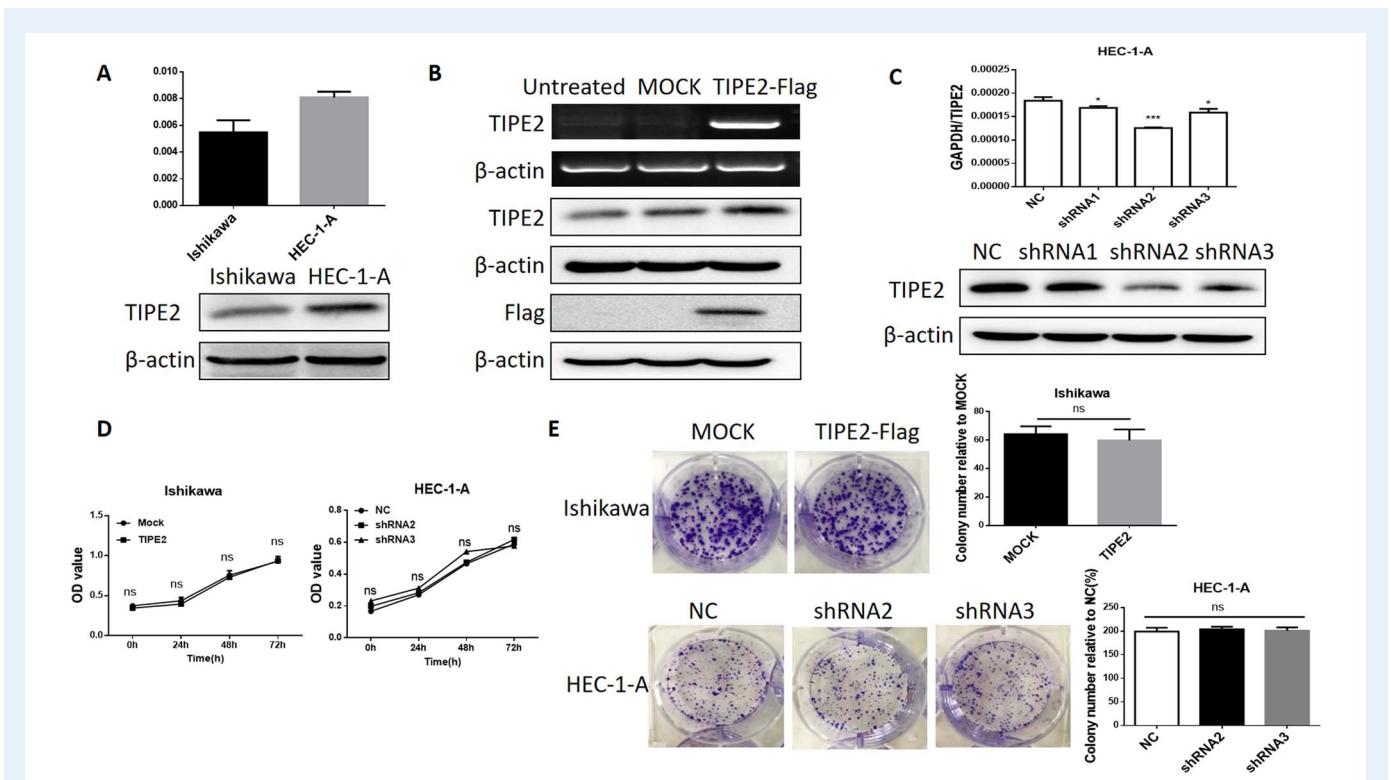 A
0.010
0.008
0.006
0.004
0.002
0.000
Ishikawa
HEC-1-A
Ishikawa HEC-1-A
TIPE2
β-actin
B
Untreated MOCK TIPE2-Flag
TIPE2
β-actin
TIPE2
β-actin
Flag
β-actin
C
HEC-1-A
GAPDH/TIPE2
0.00025
0.00020
0.00015
0.00010
0.00005
0.00000
*
***
*
NC
shRNA1
shRNA2
shRNA3
NC shRNA1 shRNA2 shRNA3
TIPE2
β-actin
D
Ishikawa
OD value
1.5
1.0
0.5
0.0
Mock
TIPE2
ns
ns
ns
ns
0h 24h 48h 72h
Time(h)
HEC-1-A
OD value
0.8
0.6
0.4
0.2
0.0
NC
shRNA2
shRNA3
ns
ns
ns
ns
0h 24h 48h 72h
Time(h)
E
MOCK TIPE2-Flag
Ishikawa
NC shRNA2 shRNA3
HEC-1-A
Ishikawa
Colony number relative to MOCK
80
60
40
20
0
ns
MOCK
TIPE2
HEC-1-A
Colony number relative to NC(%)
250
200
150
100
50
0
ns
NC
shRNA2
shRNA3